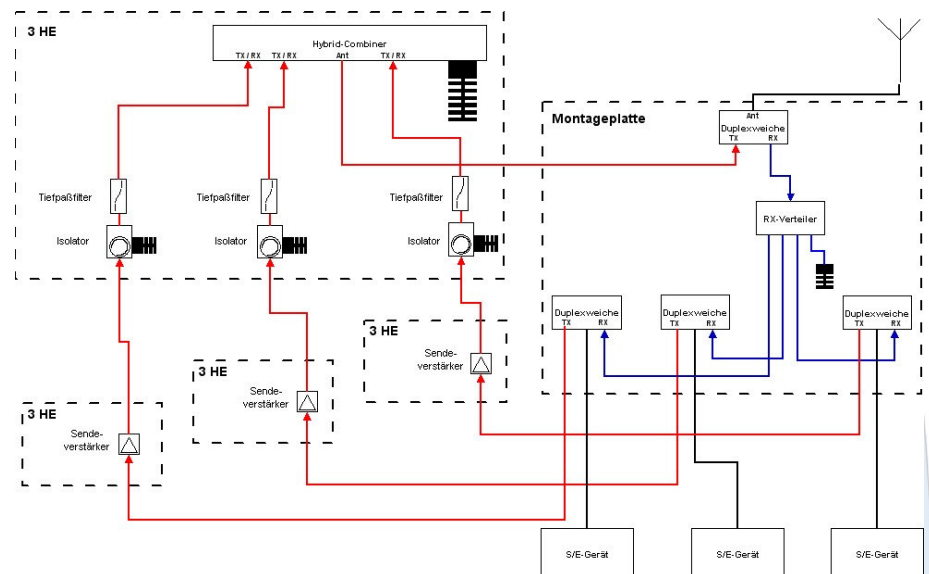 3 HE
Hybrid-Combiner
TX / RX TX / RX Ant TX / RX
Tiefpaßfilter
Tiefpaßfilter
Tiefpaßfilter
Isolator
Isolator
Isolator
Montageplatte
Ant
Duplexweiche
TX RX
RX-Verteiler
Duplexweiche
TX RX
Duplexweiche
TX RX
Duplexweiche
TX RX
3 HE
Sende-
verstärker
3 HE
Sende-
verstärker
3 HE
Sende-
verstärker
S/E-Gerät
S/E-Gerät
S/E-Gerät